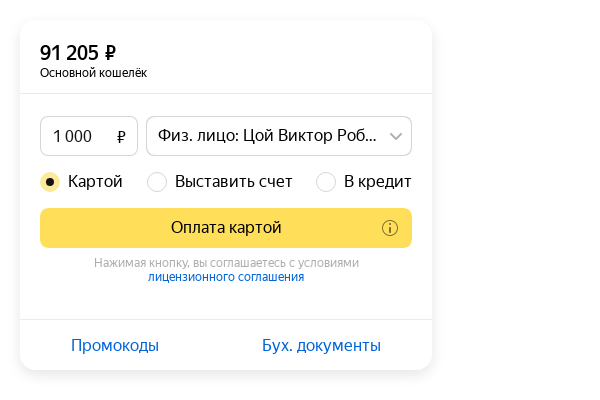 91 205 ₽
Основной кошелёк
1 000 ₽
Физ. лицо: Цой Виктор Роб...
Картой
Выставить счет
В кредит
Оплата картой
Нажимая кнопку, вы соглашаетесь с условиями
лицензионного соглашения
Промокоды
Бух. документы